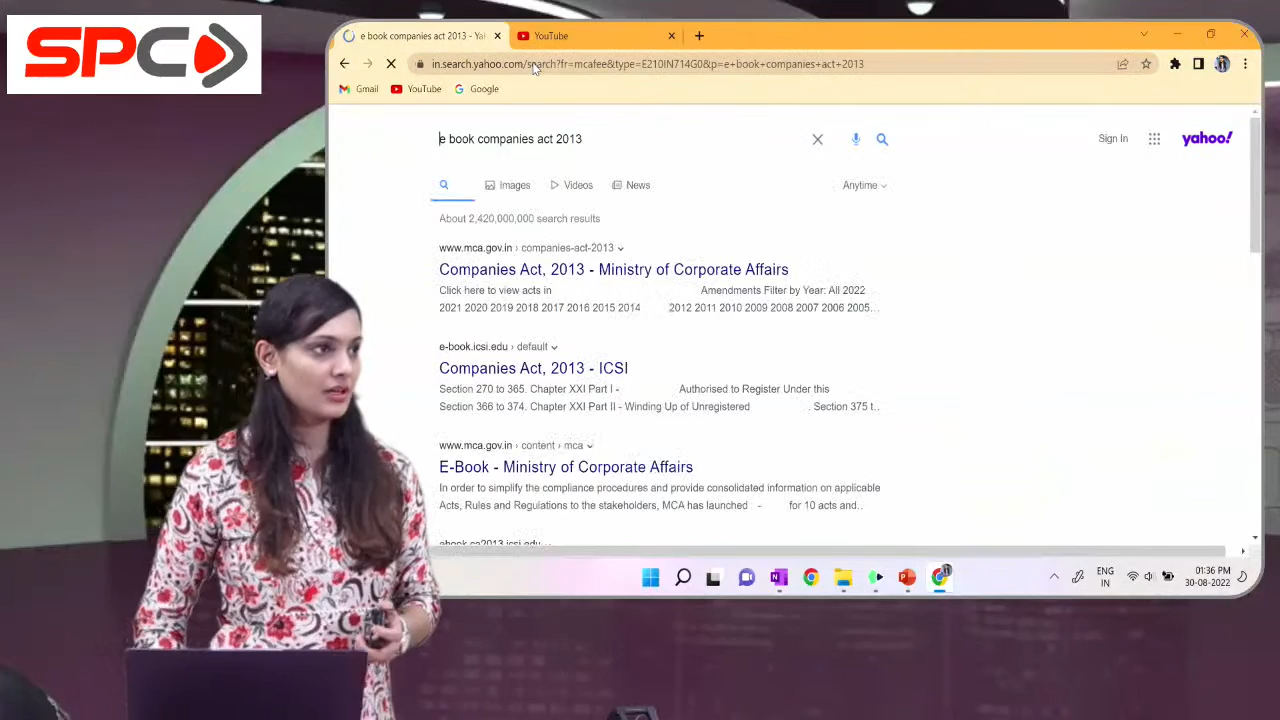 SPC
e book companies act 2013 - Ya
YouTube
in.search.yahoo.com/search?fr=mcafee&type=E210IN714G0&p=e+book+companies+act+2013
Gmail YouTube Google
e book companies act 2013
Sign In
yahoo!
Images Videos News
Anytime
About 2,420,000,000 search results
www.mca.gov.in › companies-act-2013
Companies Act, 2013 - Ministry of Corporate Affairs
Click here to view acts in Amendments Filter by Year: All 2022
2021 2020 2019 2018 2017 2016 2015 2014 2012 2011 2010 2009 2008 2007 2006 2005...
e-book.icsi.edu › default
Companies Act, 2013 - ICSI
Section 270 to 365. Chapter XXI Part I - Authorised to Register Under this
Section 366 to 374. Chapter XXI Part II - Winding Up of Unregistered . Section 375 t..
www.mca.gov.in › content › mca
E-Book - Ministry of Corporate Affairs
In order to simplify the compliance procedures and provide consolidated information on applicable
Acts, Rules and Regulations to the stakeholders, MCA has launched - for 10 acts and..
ebook.ca2013.icsi.edu...
ENG
IN
01:36 PM
30-08-2022